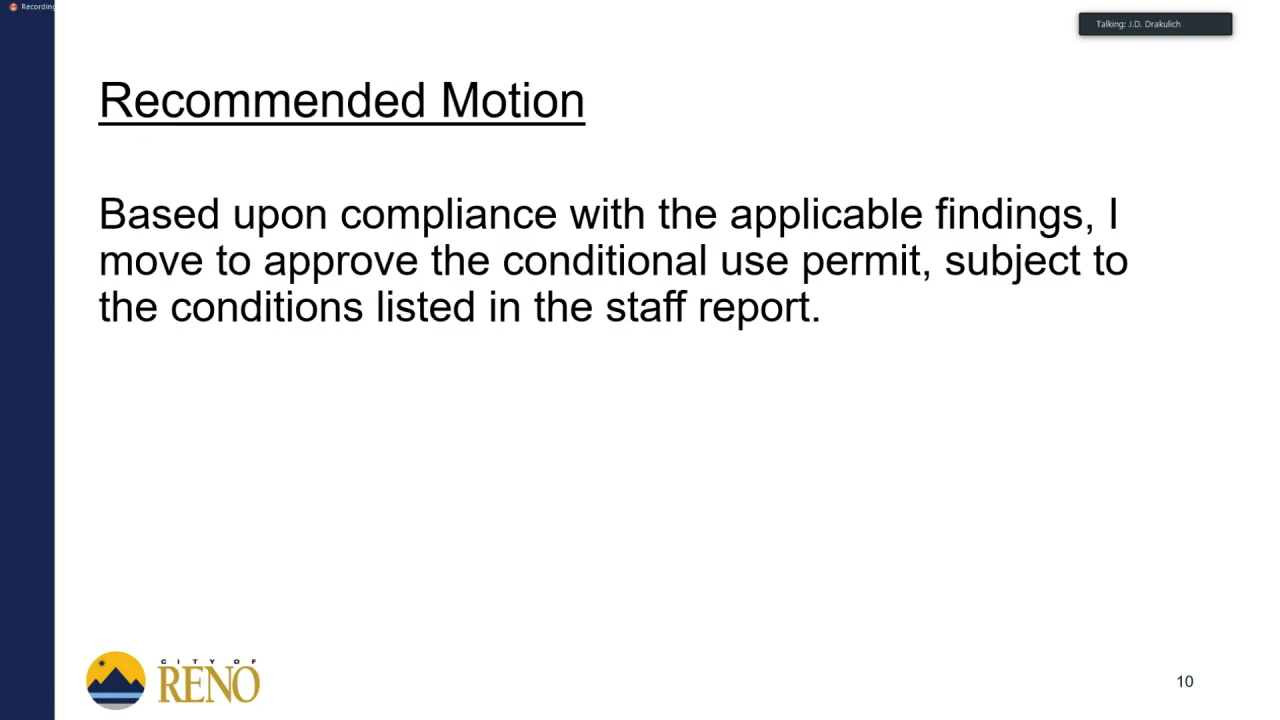 Recording
Talking: J.D. Drakulich
Recommended Motion
Based upon compliance with the applicable findings, I
move to approve the conditional use permit, subject to
the conditions listed in the staff report.
CITY OF
RENO
10